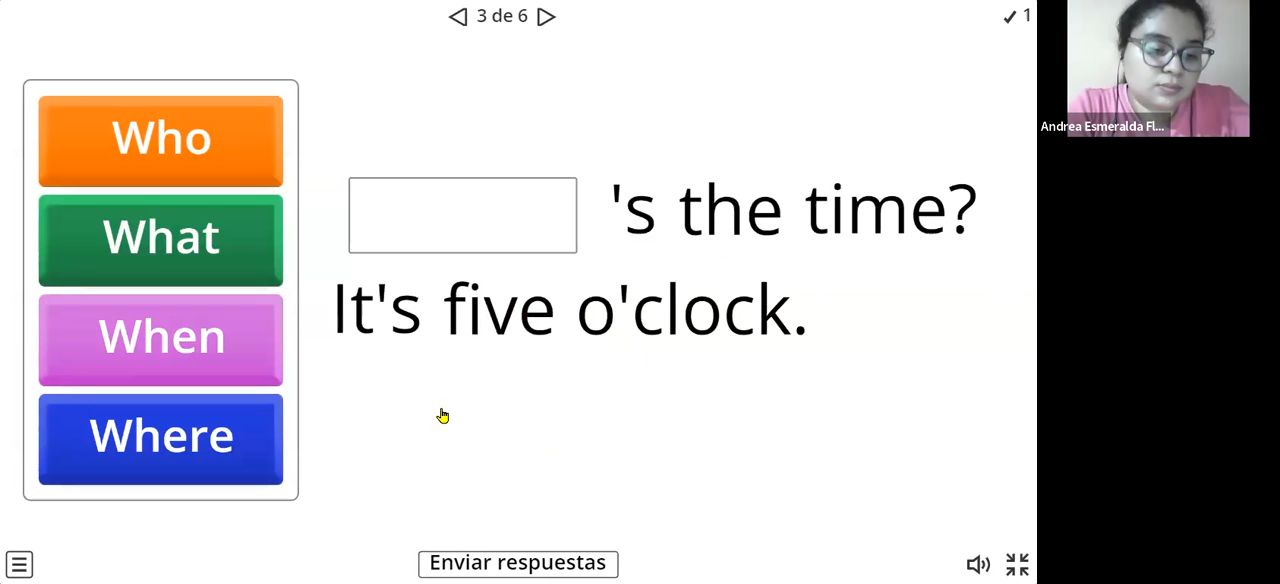 3 de 6
✓ 1
Who
What
When
Where
's the time?
It's five o'clock.
Enviar respuestas
Andrea Esmeralda Fl...